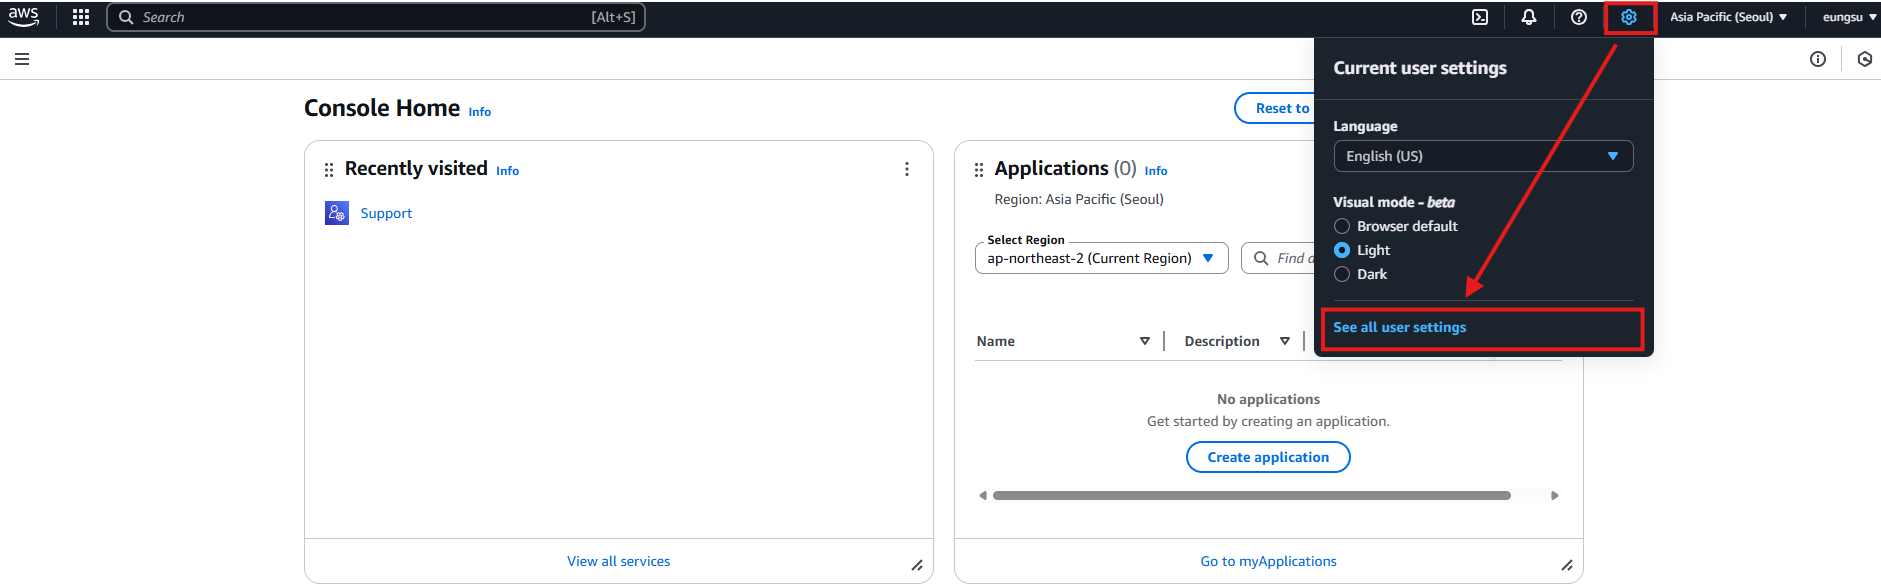 aws
Search [Alt+S]
Asia Pacific (Seoul)
eungsu
Current user settings
Language
English (US)
Visual mode - beta
Browser default
Light
Dark
See all user settings
Console Home Info
Reset to
Recently visited Info
Support
View all services
Applications (0) Info
Region: Asia Pacific (Seoul)
Select Region
ap-northeast-2 (Current Region)
Find
Name
Description
No applications
Get started by creating an application.
Create application
Go to myApplications